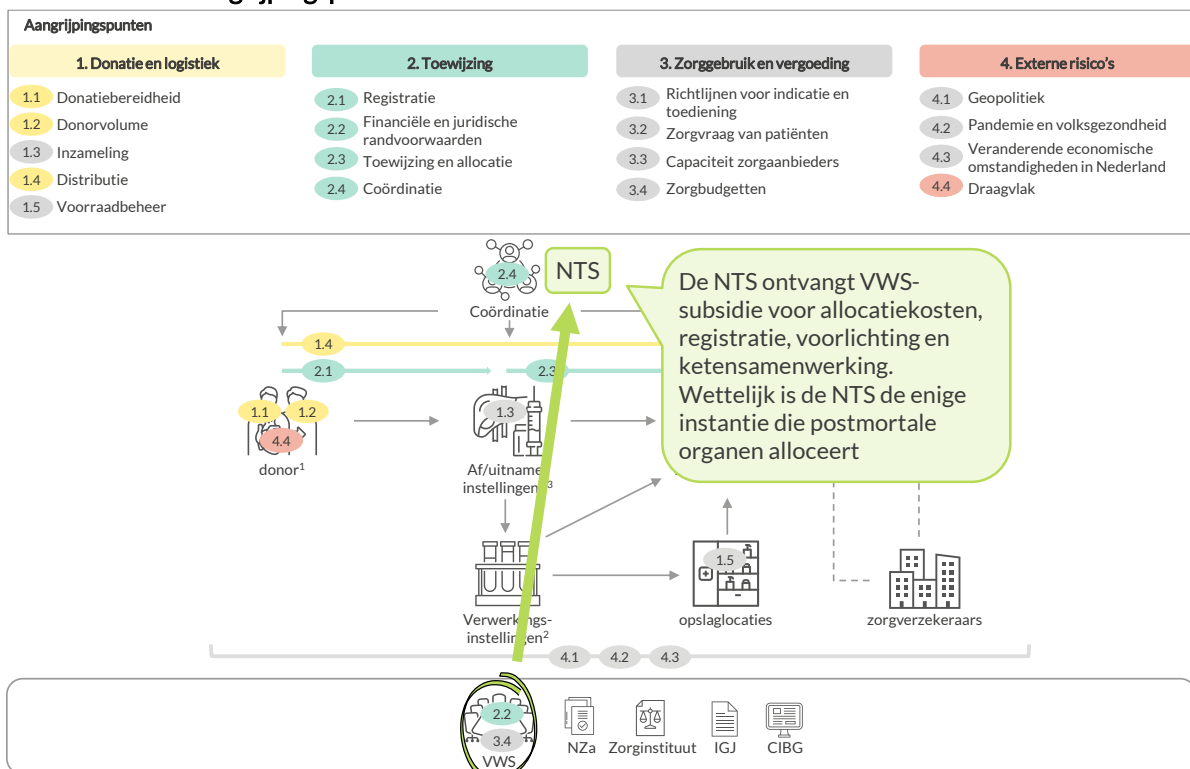 Aangrijpingspunten
1. Donatie en logistiek
1.1 Donatiebereidheid
1.2 Donorvolume
1.3 Inzameling
1.4 Distributie
1.5 Voorraadbeheer
2. Toewijzing
2.1 Registratie
2.2 Financiële en juridische
randvoorwaarden
2.3 Toewijzing en allocatie
2.4 Coördinatie
3. Zorggebruik en vergoeding
3.1 Richtlijnen voor indicatie en
toediening
3.2 Zorgvraag van patiënten
3.3 Capaciteit zorgaanbieders
3.4 Zorgbudgetten
4. Externe risico's
4.1 Geopolitiek
4.2 Pandemie en volksgezondheid
4.3 Veranderende economische
omstandigheden in Nederland
4.4 Draagvlak
2.4
Coördinatie
NTS
De NTS ontvangt VWS-
subsidie voor allocatiekosten,
registratie, voorlichting en
ketensamenwerking.
Wettelijk is de NTS de enige
instantie die postmortale
organen alloceert
1.4
2.1
2.3
1.1
1.2
4.4
donor1
1.3
Af/uitname
instellingen 3
Verwerkings-
instellingen2
1.5
opslaglocaties
zorgverzekeraars
4.1 4.2 4.3
2.2
3.4
VWS
NZa
Zorginstituut
IGJ
CIBG